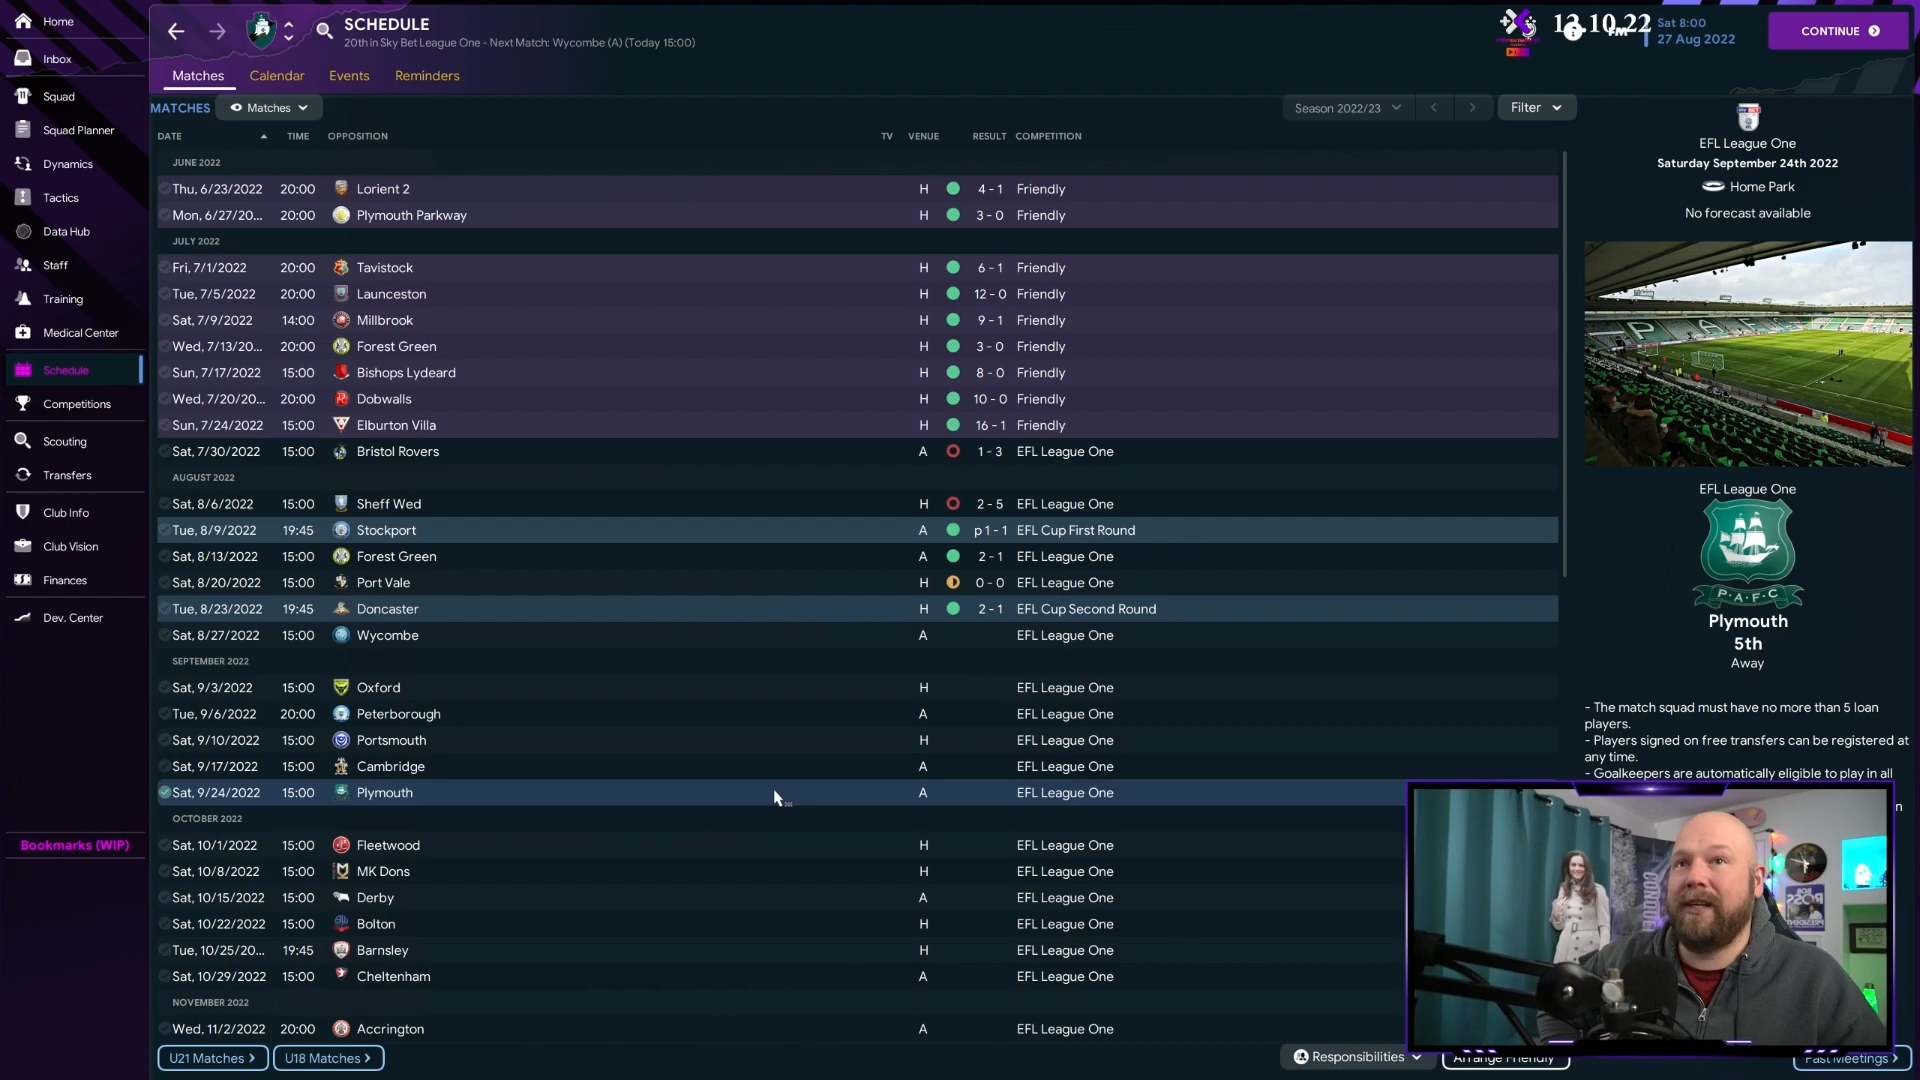 Home
Inbox
Squad
Squad Planner
Dynamics
Tactics
Data Hub
Staff
Training
Medical Center
Schedule
Competitions
Scouting
Transfers
Club Info
Club Vision
Finances
Dev. Center
Bookmarks (WIP)
SCHEDULE
20th in Sky Bet League One - Next Match: Wycombe (A) (Today 15:00)
13.10.22
FM
Sat 8:00
27 Aug 2022
CONTINUE
Matches Calendar Events Reminders
MATCHES Matches Season 2022/23 Filter
DATE TIME OPPOSITION TV VENUE RESULT COMPETITION
JUNE 2022
Thu, 6/23/2022 20:00 Lorient 2 H 4 - 1 Friendly
Mon, 6/27/20... 20:00 Plymouth Parkway H 3 - 0 Friendly
JULY 2022
Fri, 7/1/2022 20:00 Tavistock H 6 - 1 Friendly
Tue, 7/5/2022 20:00 Launceston H 12 - 0 Friendly
Sat, 7/9/2022 14:00 Millbrook H 9 - 1 Friendly
Wed, 7/13/20... 20:00 Forest Green H 3 - 0 Friendly
Sun, 7/17/2022 15:00 Bishops Lydeard H 8 - 0 Friendly
Wed, 7/20/20... 20:00 Dobwalls H 10 - 0 Friendly
Sun, 7/24/2022 15:00 Elburton Villa H 16 - 1 Friendly
Sat, 7/30/2022 15:00 Bristol Rovers A 1 - 3 EFL League One
AUGUST 2022
Sat, 8/6/2022 15:00 Sheff Wed H 2 - 5 EFL League One
Tue, 8/9/2022 19:45 Stockport A p 1 - 1 EFL Cup First Round
Sat, 8/13/2022 15:00 Forest Green A 2 - 1 EFL League One
Sat, 8/20/2022 15:00 Port Vale H 0 - 0 EFL League One
Tue, 8/23/2022 19:45 Doncaster H 2 - 1 EFL Cup Second Round
Sat, 8/27/2022 15:00 Wycombe A EFL League One
SEPTEMBER 2022
Sat, 9/3/2022 15:00 Oxford H EFL League One
Tue, 9/6/2022 20:00 Peterborough A EFL League One
Sat, 9/10/2022 15:00 Portsmouth H EFL League One
Sat, 9/17/2022 15:00 Cambridge A EFL League One
Sat, 9/24/2022 15:00 Plymouth A EFL League One
OCTOBER 2022
Sat, 10/1/2022 15:00 Fleetwood H EFL League One
Sat, 10/8/2022 15:00 MK Dons H EFL League One
Sat, 10/15/2022 15:00 Derby A EFL League One
Sat, 10/22/2022 15:00 Bolton H EFL League One
Tue, 10/25/20... 19:45 Barnsley H EFL League One
Sat, 10/29/2022 15:00 Cheltenham A EFL League One
NOVEMBER 2022
Wed, 11/2/2022 20:00 Accrington A EFL League One
U21 Matches U18 Matches Responsibilities Arrange Friendly Past Meetings
EFL League One
Saturday September 24th 2022
Home Park
No forecast available
P A F C
EFL League One
P·A·F·C
Plymouth
5th
Away
- The match squad must have no more than 5 loan
players.
- Players signed on free transfers can be registered at
any time.
- Goalkeepers are automatically eligible to play in all
n
CONQUE
BOB
ROSS
PRESIDENT